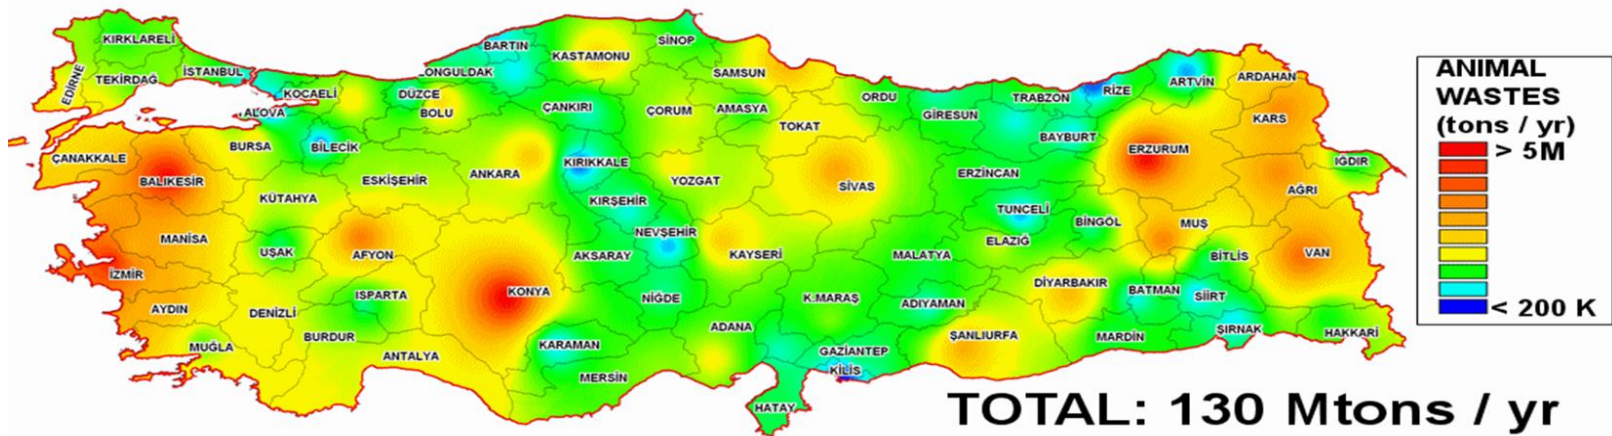 KIRKLARELİ
EDİRNE
TEKİRDAĞ
İSTANBUL
KOCAELİ
ALOVA
BARTIN
ONGULDAK
DÜZCE
BOLU
KASTAMONU
SİNOP
ÇANKIRI
SAMSUN
ÇORUM
AMASYA
TOKAT
ORDU
GİRESUN
TRABZON
RİZE
ARTVİN
ARDAHAN
KARS
BAYBURT
ERZURUM
IĞDIR
ÇANAKKALE
BALIKESİR
BURSA
BİLECİK
KÜTAHYA
ESKİŞEHİR
ANKARA
KIRIKKALE
KIRŞEHİR
YOZGAT
SİVAS
ERZİNCAN
TUNCELİ
BİNGÖL
MUŞ
AĞRI
MANİSA
UŞAK
AFYON
NEVŞEHİR
AKSARAY
KAYSERİ
MALATYA
ELAZIĞ
BİTLİS
VAN
İZMİR
AYDIN
DENİZLİ
ISPARTA
BURDUR
KONYA
NİĞDE
K.MARAŞ
ADIYAMAN
DİYARBAKIR
BATMAN
SİİRT
MUĞLA
ANTALYA
KARAMAN
MERSİN
ADANA
GAZİANTEP
KİLİS
HATAY
ŞANLIURFA
MARDİN
ŞIRNAK
HAKKARİ
ANIMAL
WASTES
(tons / yr)
> 5M
< 200 K
TOTAL: 130 Mtons / yr